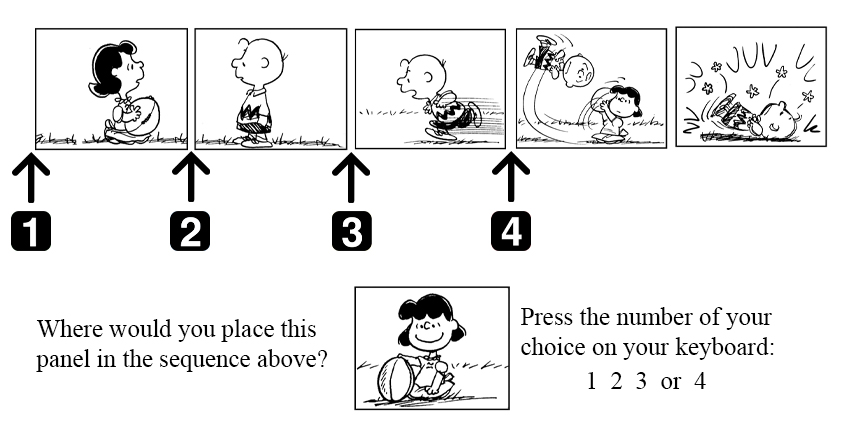 1
2
3
4
Where would you place this
panel in the sequence above?
Press the number of your
choice on your keyboard:
1 2 3 or 4